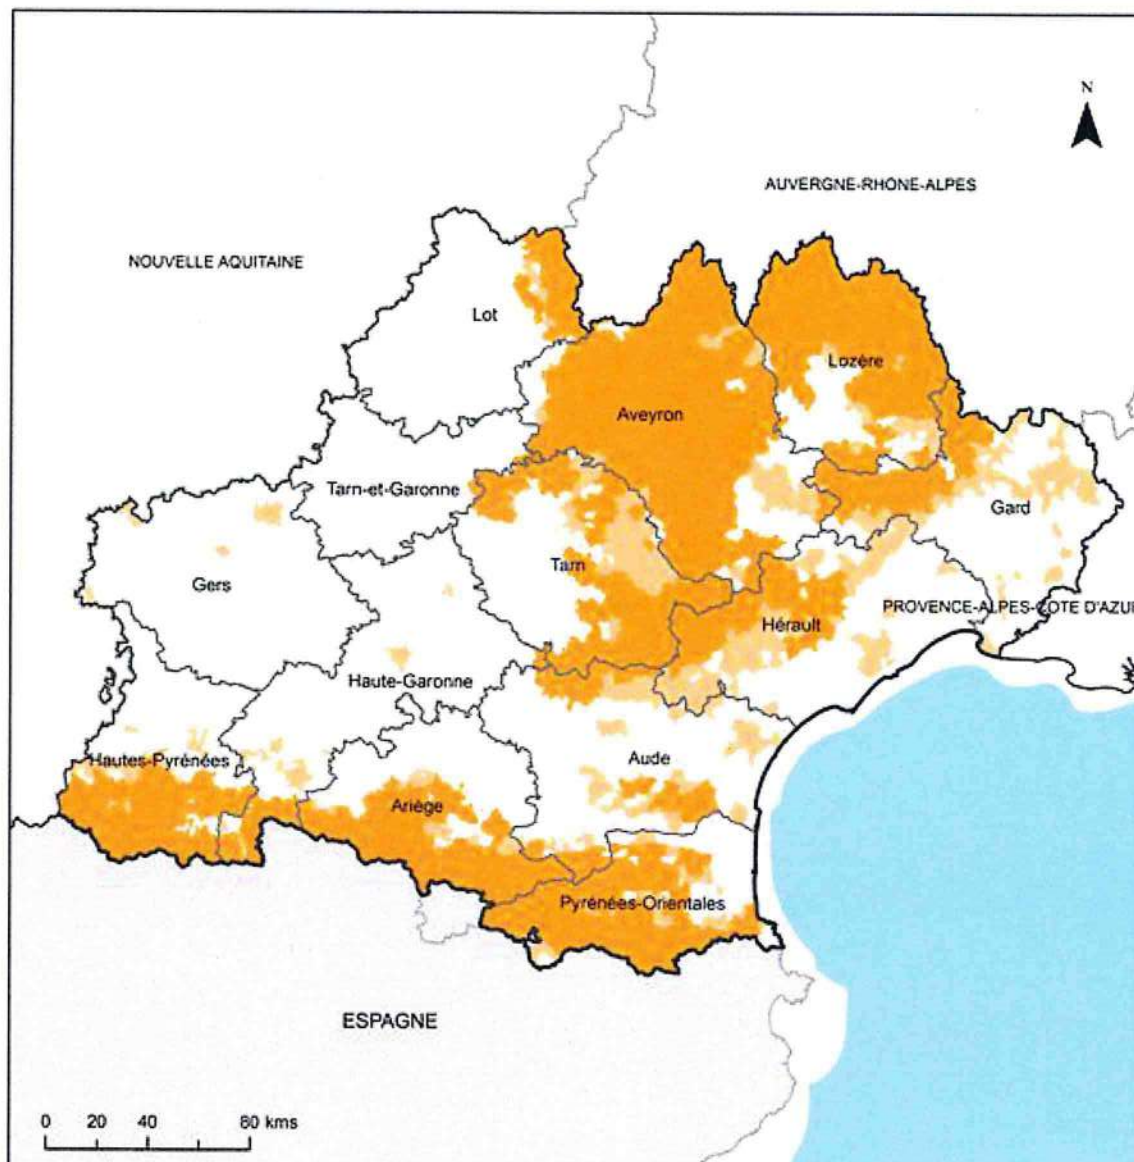 N
AUVERGNE-RHONE-ALPES
NOUVELLE AQUITAINE
Lot
Lozère
Aveyron
Tarn-et-Garonne
Gard
Tarn
Gers
PROVENCE-ALPES-COTE D'AZUR
Hérault
Haute-Garonne
Hautes-Pyrénées
Aude
Ariège
Pyrénées-Orientales
ESPAGNE
0 20 40 80 kms